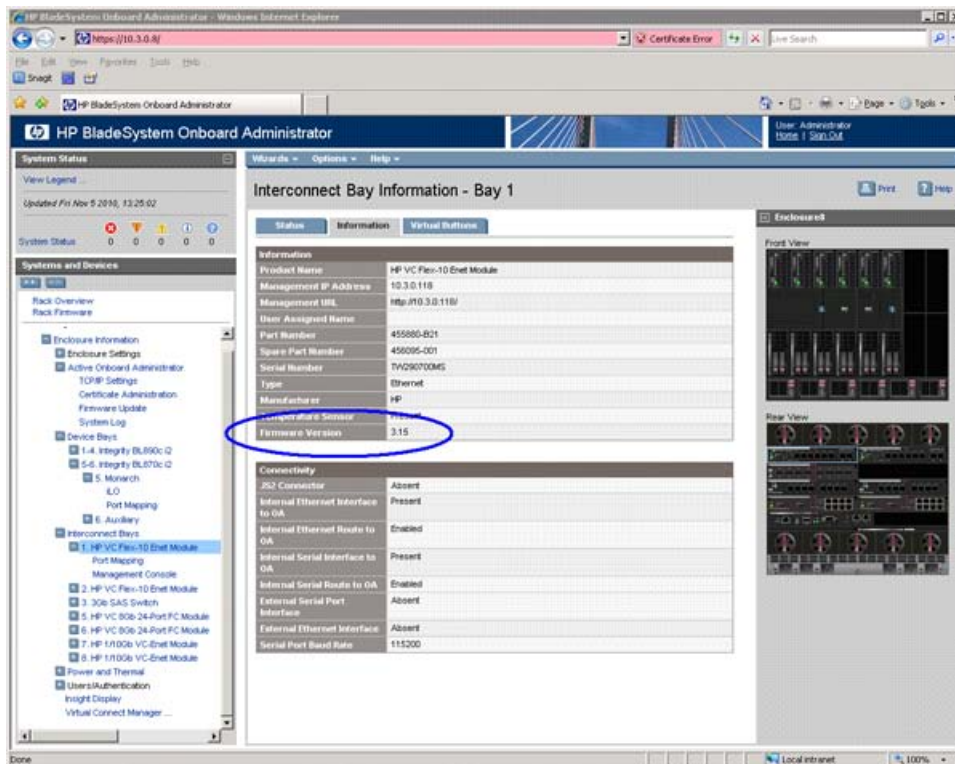 HP BladeSystem Onboard Administrator - Windows Internet Explorer
https://10.3.0.8/
Certificate Error
Live Search
File Edit View Favorites Tools Help
SnagIt
HP BladeSystem Onboard Administrator
Page Tools
HP BladeSystem Onboard Administrator
User: Administrator
Home | Sign Out
System Status
View Legend ...
Updated Fri Nov 5 2010, 13:25:02
System Status 0 0 0 0 0
Systems and Devices
Rack Overview
Rack Firmware
Enclosure Information
Enclosure Settings
Active Onboard Administrator
TCP/IP Settings
Certificate Administration
Firmware Update
System Log
Device Bays
1-4. Integrity BL890c i2
5-6. Integrity BL870c i2
5. Monarch
iLO
Port Mapping
6. Auxiliary
Interconnect Bays
1. HP VC Flex-10 Enet Module
Port Mapping
Management Console
2. HP VC Flex-10 Enet Module
3. 3Gb SAS Switch
5. HP VC 8Gb 24-Port FC Module
6. HP VC 8Gb 24-Port FC Module
7. HP 1/10Gb VC-Enet Module
8. HP 1/10Gb VC-Enet Module
Power and Thermal
Users/Authentication
Insight Display
Virtual Connect Manager ...
Wizards Options Help
Interconnect Bay Information - Bay 1
Print Help
Status Information Virtual Buttons
Information
Product Name HP VC Flex-10 Enet Module
Management IP Address 10.3.0.118
Management URL http://10.3.0.118/
User Assigned Name
Part Number 455880-B21
Spare Part Number 456095-001
Serial Number TW290700MS
Type Ethernet
Manufacturer HP
Temperature Sensor Present
Firmware Version 3.15
Connectivity
JS2 Connector Absent
Internal Ethernet Interface to OA Present
Internal Ethernet Route to OA Enabled
Internal Serial Interface to OA Present
Internal Serial Route to OA Enabled
External Serial Port Interface Absent
External Ethernet Interface Absent
Serial Port Baud Rate 115200
Front View
Rear View
Done
Local intranet
100%